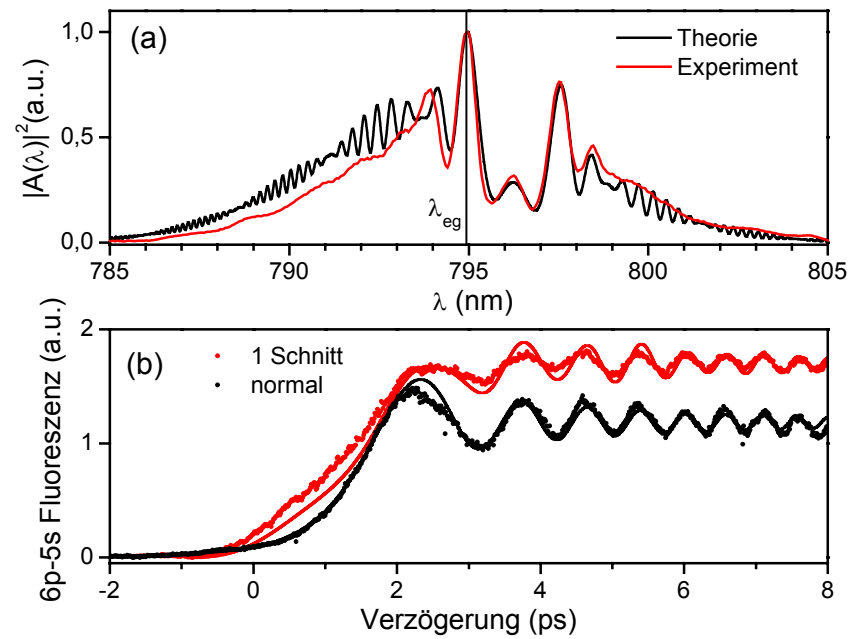 (a)
|A(λ)|² (a.u.)
1,0
0,5
0,0
Theorie
Experiment
λeg
785 790 795 800 805
λ (nm)
(b)
6p-5s Fluoreszenz (a.u.)
2
1
0
1 Schnitt
normal
-2 0 2 4 6 8
Verzögerung (ps)